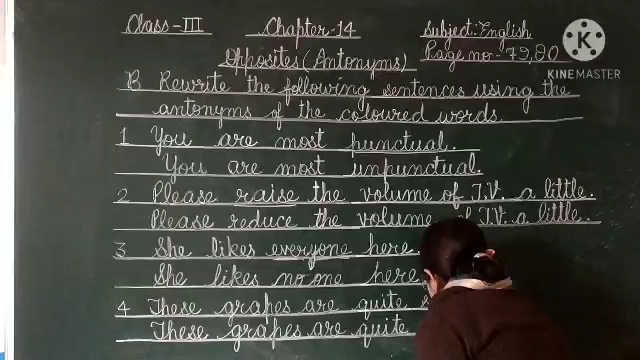 Class-III Chapter-14 Subject:English
Opposites (Antonyms) Page no-79,80
K
KINEMASTER
B Rewrite the following sentences using the
antonyms of the coloured words.
1 You are most punctual.
You are most unpunctual.
2 Please raise the volume of T.V. a little.
Please reduce the volume of T.V. a little.
3 She likes everyone here.
She likes no one here
4 These grapes are quite
These grapes are quite